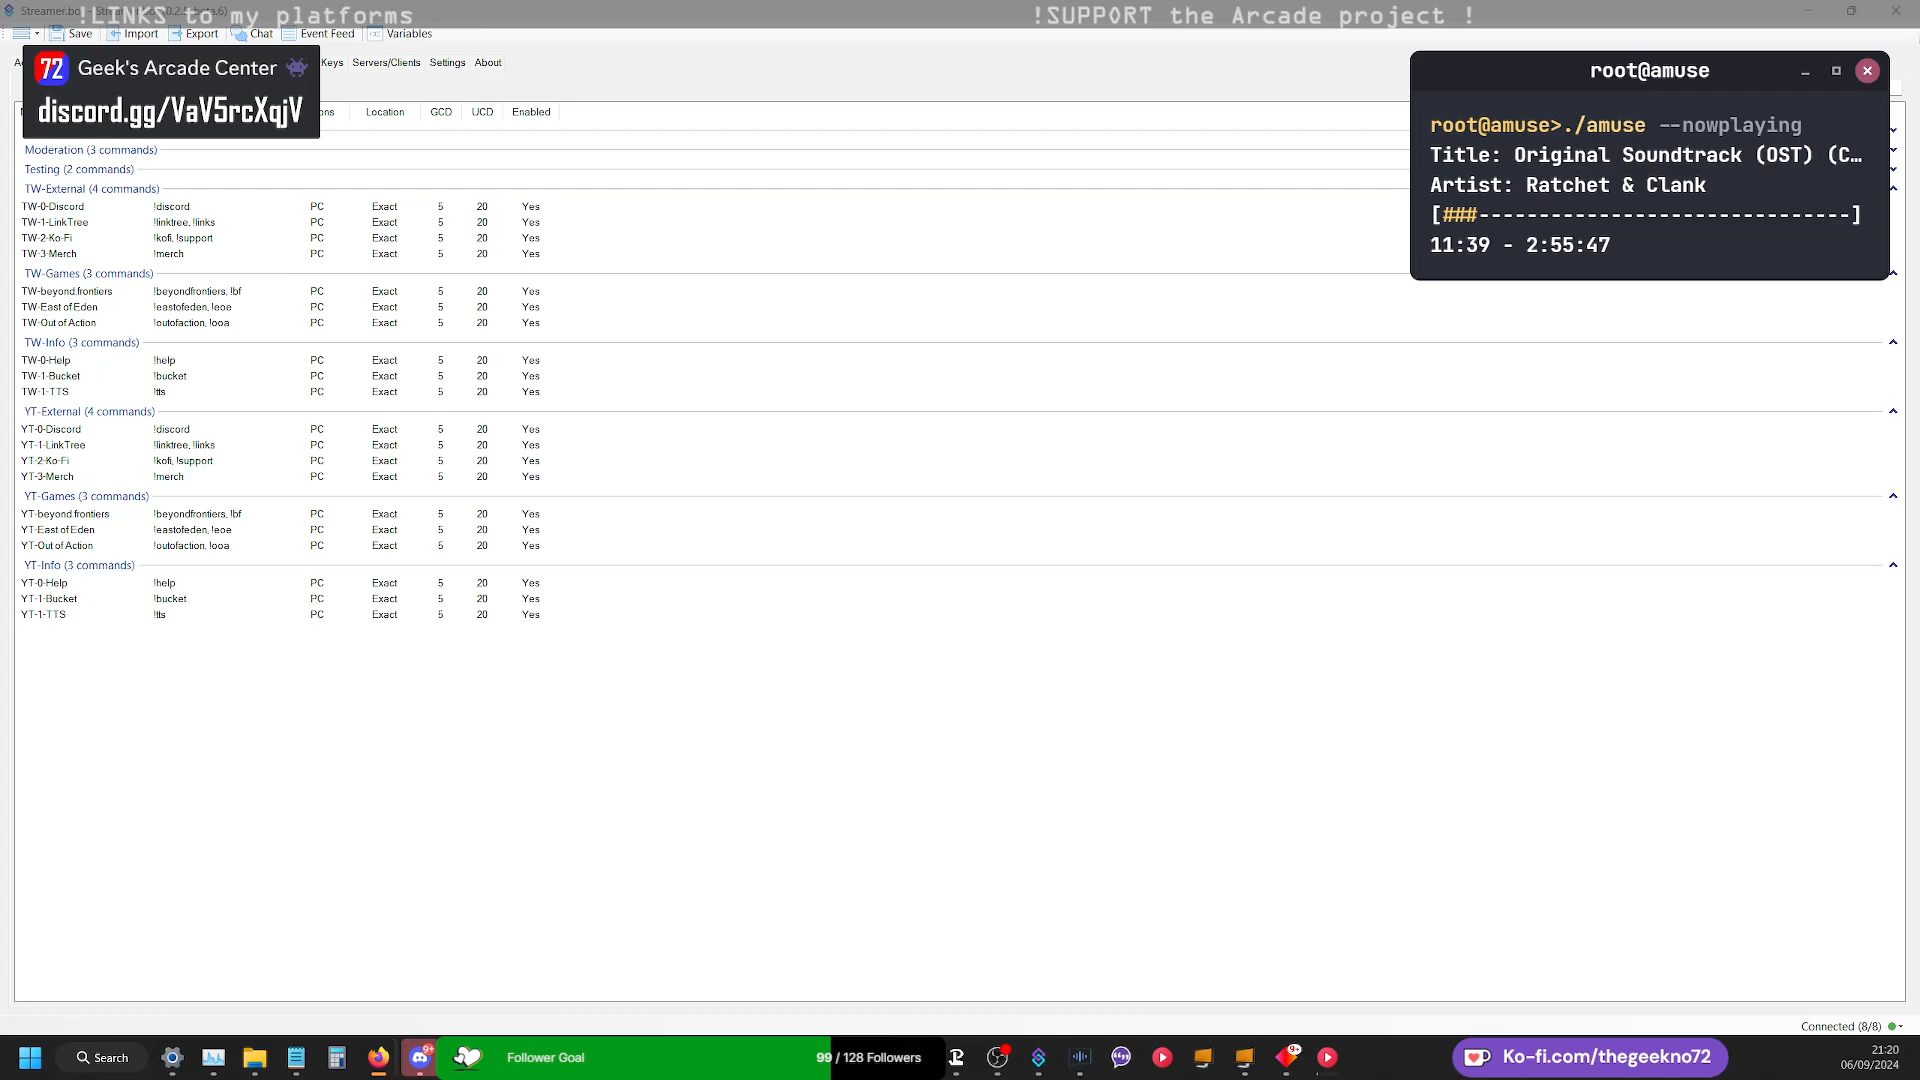 !LINKS to my platforms
!SUPPORT the Arcade project !
Save
Import
Export
Chat
Event Feed
Variables
Keys
Servers/Clients
Settings
About
72 Geek's Arcade Center
discord.gg/VaV5rcXqjV
Location
GCD
UCD
Enabled
root@amuse
root@amuse>./amuse --nowplaying
Title: Original Soundtrack (OST) (C…
Artist: Ratchet & Clank
[###-------------------------------]
11:39 - 2:55:47
Moderation (3 commands)
Testing (2 commands)
TW-External (4 commands)
TW-0-Discord !discord PC Exact 5 20 Yes
TW-1-LinkTree !linktree, !links PC Exact 5 20 Yes
TW-2-Ko-Fi !kofi, !support PC Exact 5 20 Yes
TW-3-Merch !merch PC Exact 5 20 Yes
TW-Games (3 commands)
TW-beyond.frontiers !beyondfrontiers, !bf PC Exact 5 20 Yes
TW-East of Eden !eastofeden, !eoe PC Exact 5 20 Yes
TW-Out of Action !outofaction, !ooa PC Exact 5 20 Yes
TW-Info (3 commands)
TW-0-Help !help PC Exact 5 20 Yes
TW-1-Bucket !bucket PC Exact 5 20 Yes
TW-1-TTS !tts PC Exact 5 20 Yes
YT-External (4 commands)
YT-0-Discord !discord PC Exact 5 20 Yes
YT-1-LinkTree !linktree, !links PC Exact 5 20 Yes
YT-2-Ko-Fi !kofi, !support PC Exact 5 20 Yes
YT-3-Merch !merch PC Exact 5 20 Yes
YT-Games (3 commands)
YT-beyond.frontiers !beyondfrontiers, !bf PC Exact 5 20 Yes
YT-East of Eden !eastofeden, !eoe PC Exact 5 20 Yes
YT-Out of Action !outofaction, !ooa PC Exact 5 20 Yes
YT-Info (3 commands)
YT-0-Help !help PC Exact 5 20 Yes
YT-1-Bucket !bucket PC Exact 5 20 Yes
YT-1-TTS !tts PC Exact 5 20 Yes
Connected (8/8)
Search
9+
Follower Goal
99 / 128 Followers
9+
Ko-fi.com/thegeekno72
21:20
06/09/2024